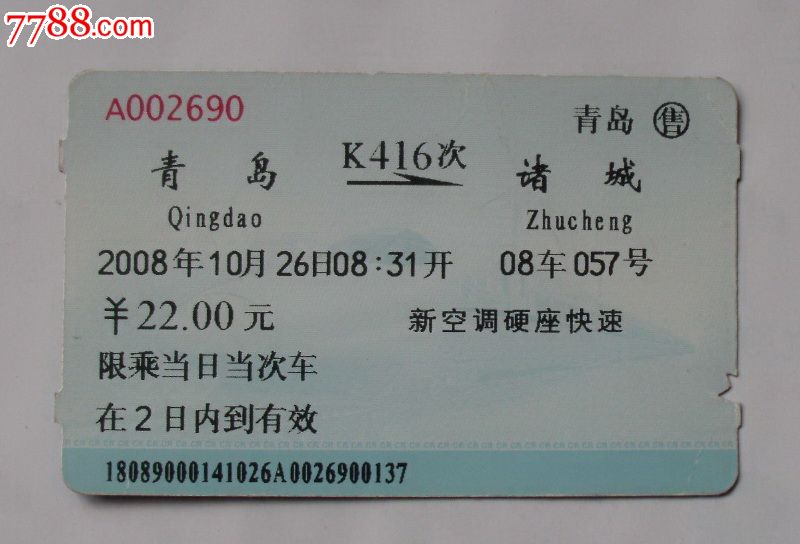 7788.com
A002690
青岛 售
青岛 K416次 诸城
Qingdao Zhucheng
2008年10月26日08:31开 08车057号
￥22.00元 新空调硬座快速
限乘当日当次车
在2日内到有效
18089000141026A0026900137